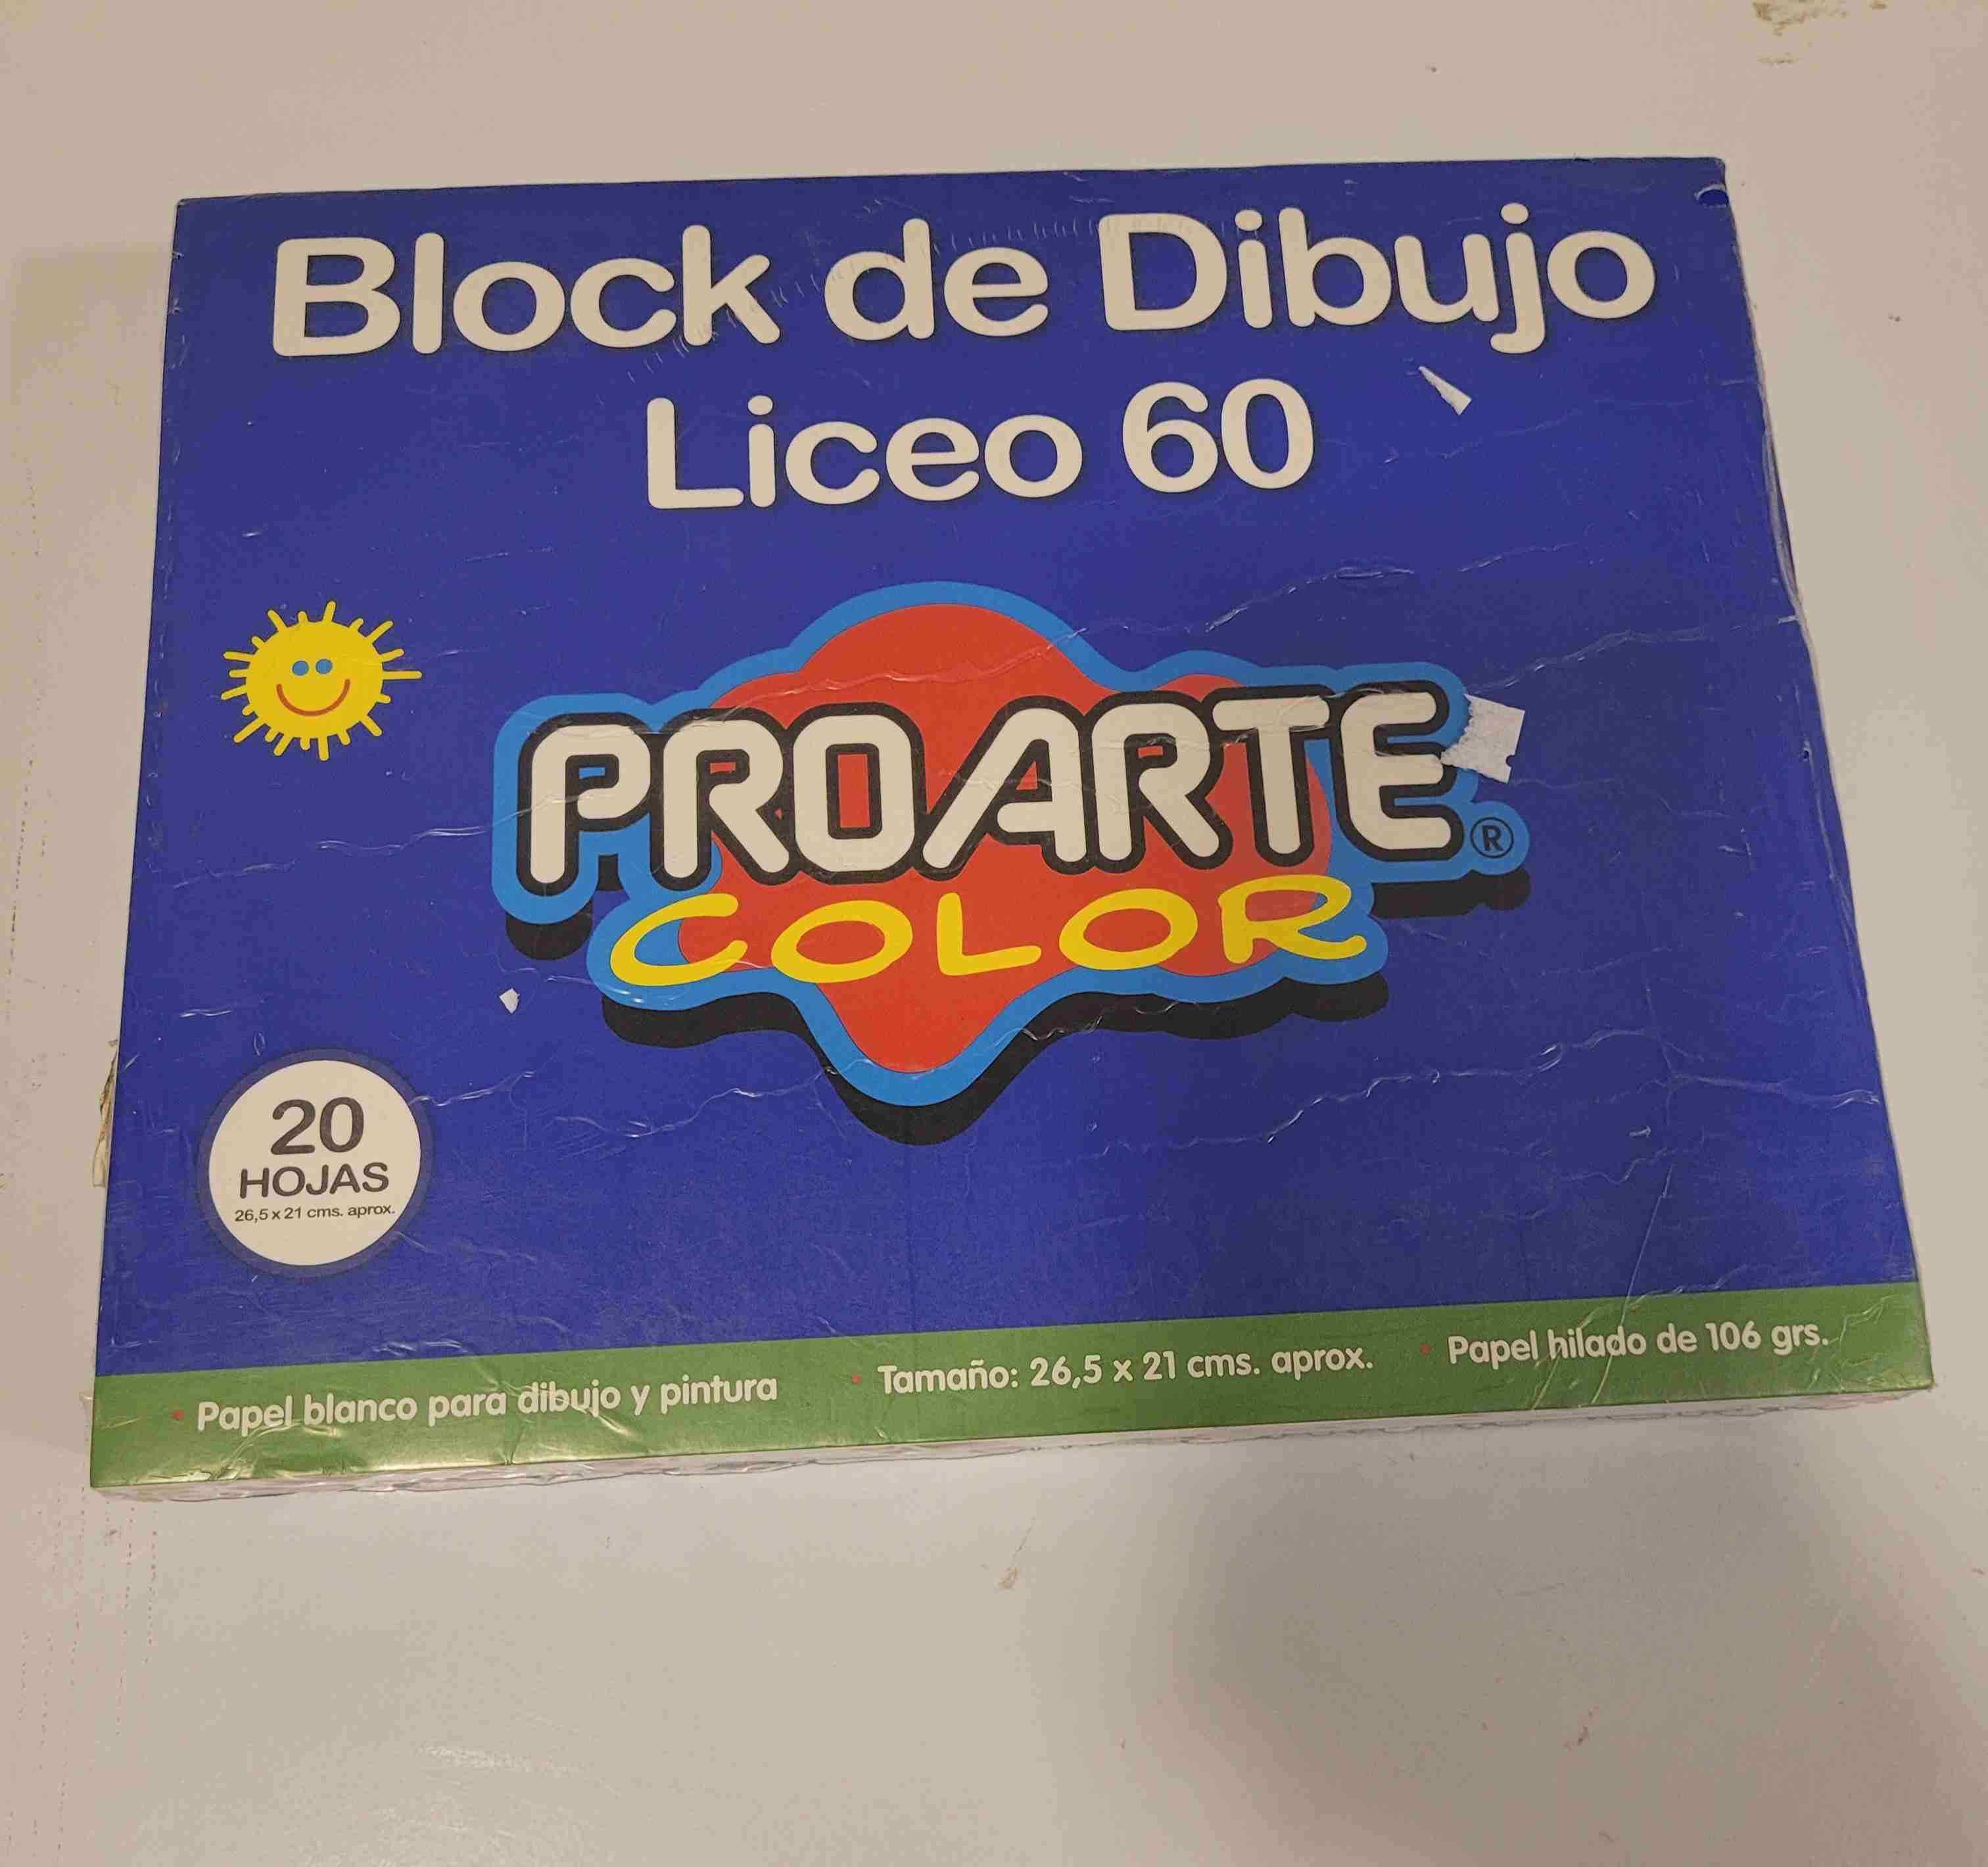 Block de Dibujo
Liceo 60
PROARTE®
COLOR
20
HOJAS
26,5 x 21 cms. aprox.
• Papel blanco para dibujo y pintura • Tamaño: 26,5 x 21 cms. aprox. • Papel hilado de 106 grs.